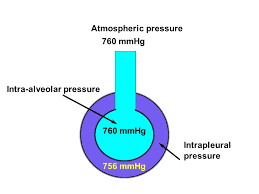 Atmospheric pressure
760 mmHg
Intra-alveolar pressure
760 mmHg
Intrapleural
pressure
756 mmHg